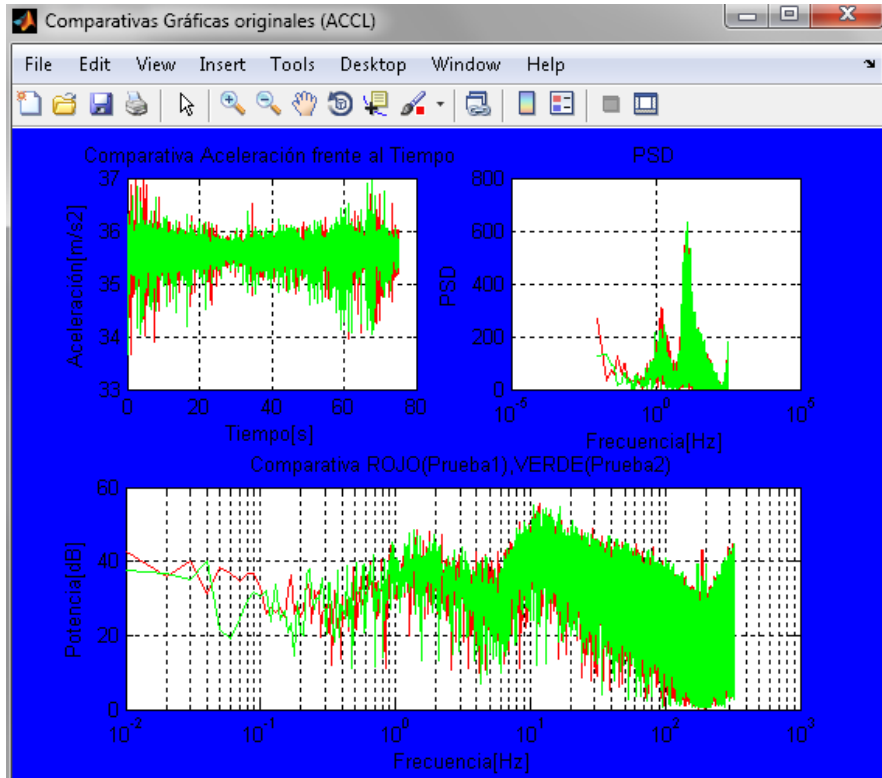 Comparativas Gráficas originales (ACCL)
File Edit View Insert Tools Desktop Window Help
Comparativa Aceleración frente al Tiempo
37
36
35
34
33
Aceleración[m/s2]
0 20 40 60 80
Tiempo[s]
PSD
800
600
400
200
0
PSD
10^-5 10^0 10^5
Frecuencia[Hz]
Comparativa ROJO(Prueba1),VERDE(Prueba2)
60
40
20
0
Potencia[dB]
10^-2 10^-1 10^0 10^1 10^2 10^3
Frecuencia[Hz]